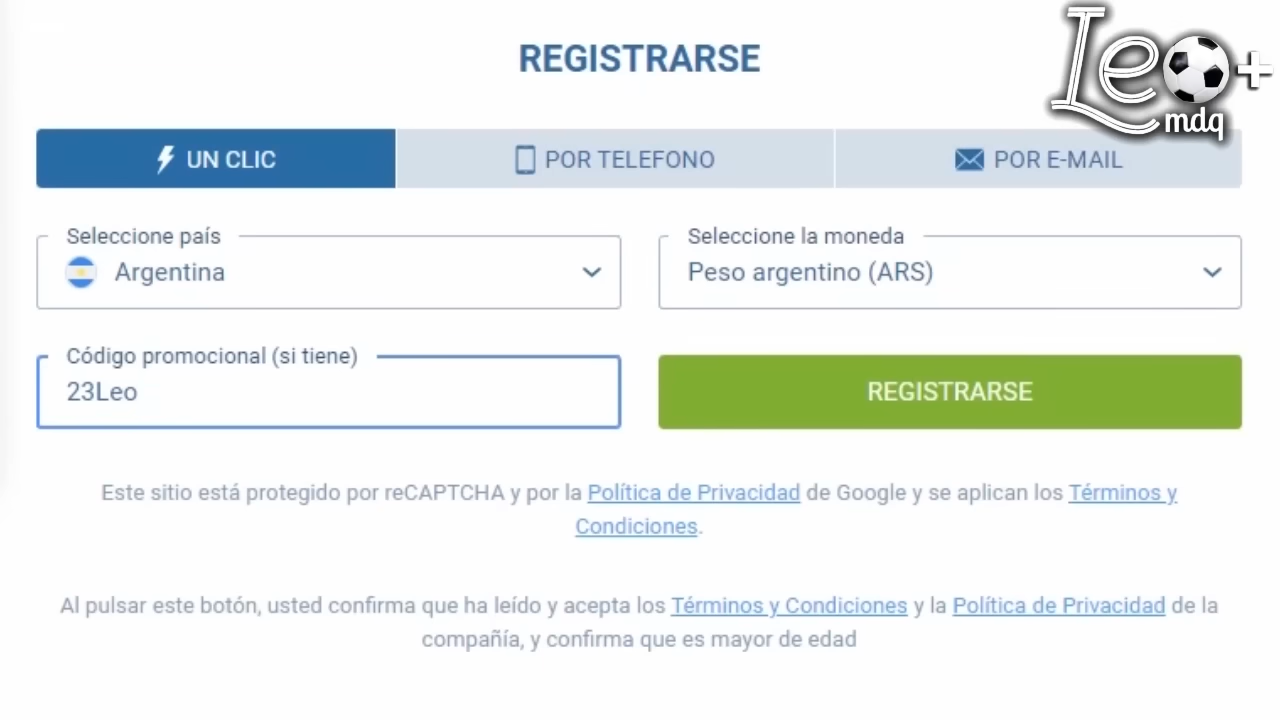 REGISTRARSE
Leo+
mdq
UN CLIC
POR TELEFONO
POR E-MAIL
Seleccione país
Argentina
Seleccione la moneda
Peso argentino (ARS)
Código promocional (si tiene)
23Leo
REGISTRARSE
Este sitio está protegido por reCAPTCHA y por la Política de Privacidad de Google y se aplican los Términos y
Condiciones.
Al pulsar este botón, usted confirma que ha leído y acepta los Términos y Condiciones y la Política de Privacidad de la
compañía, y confirma que es mayor de edad